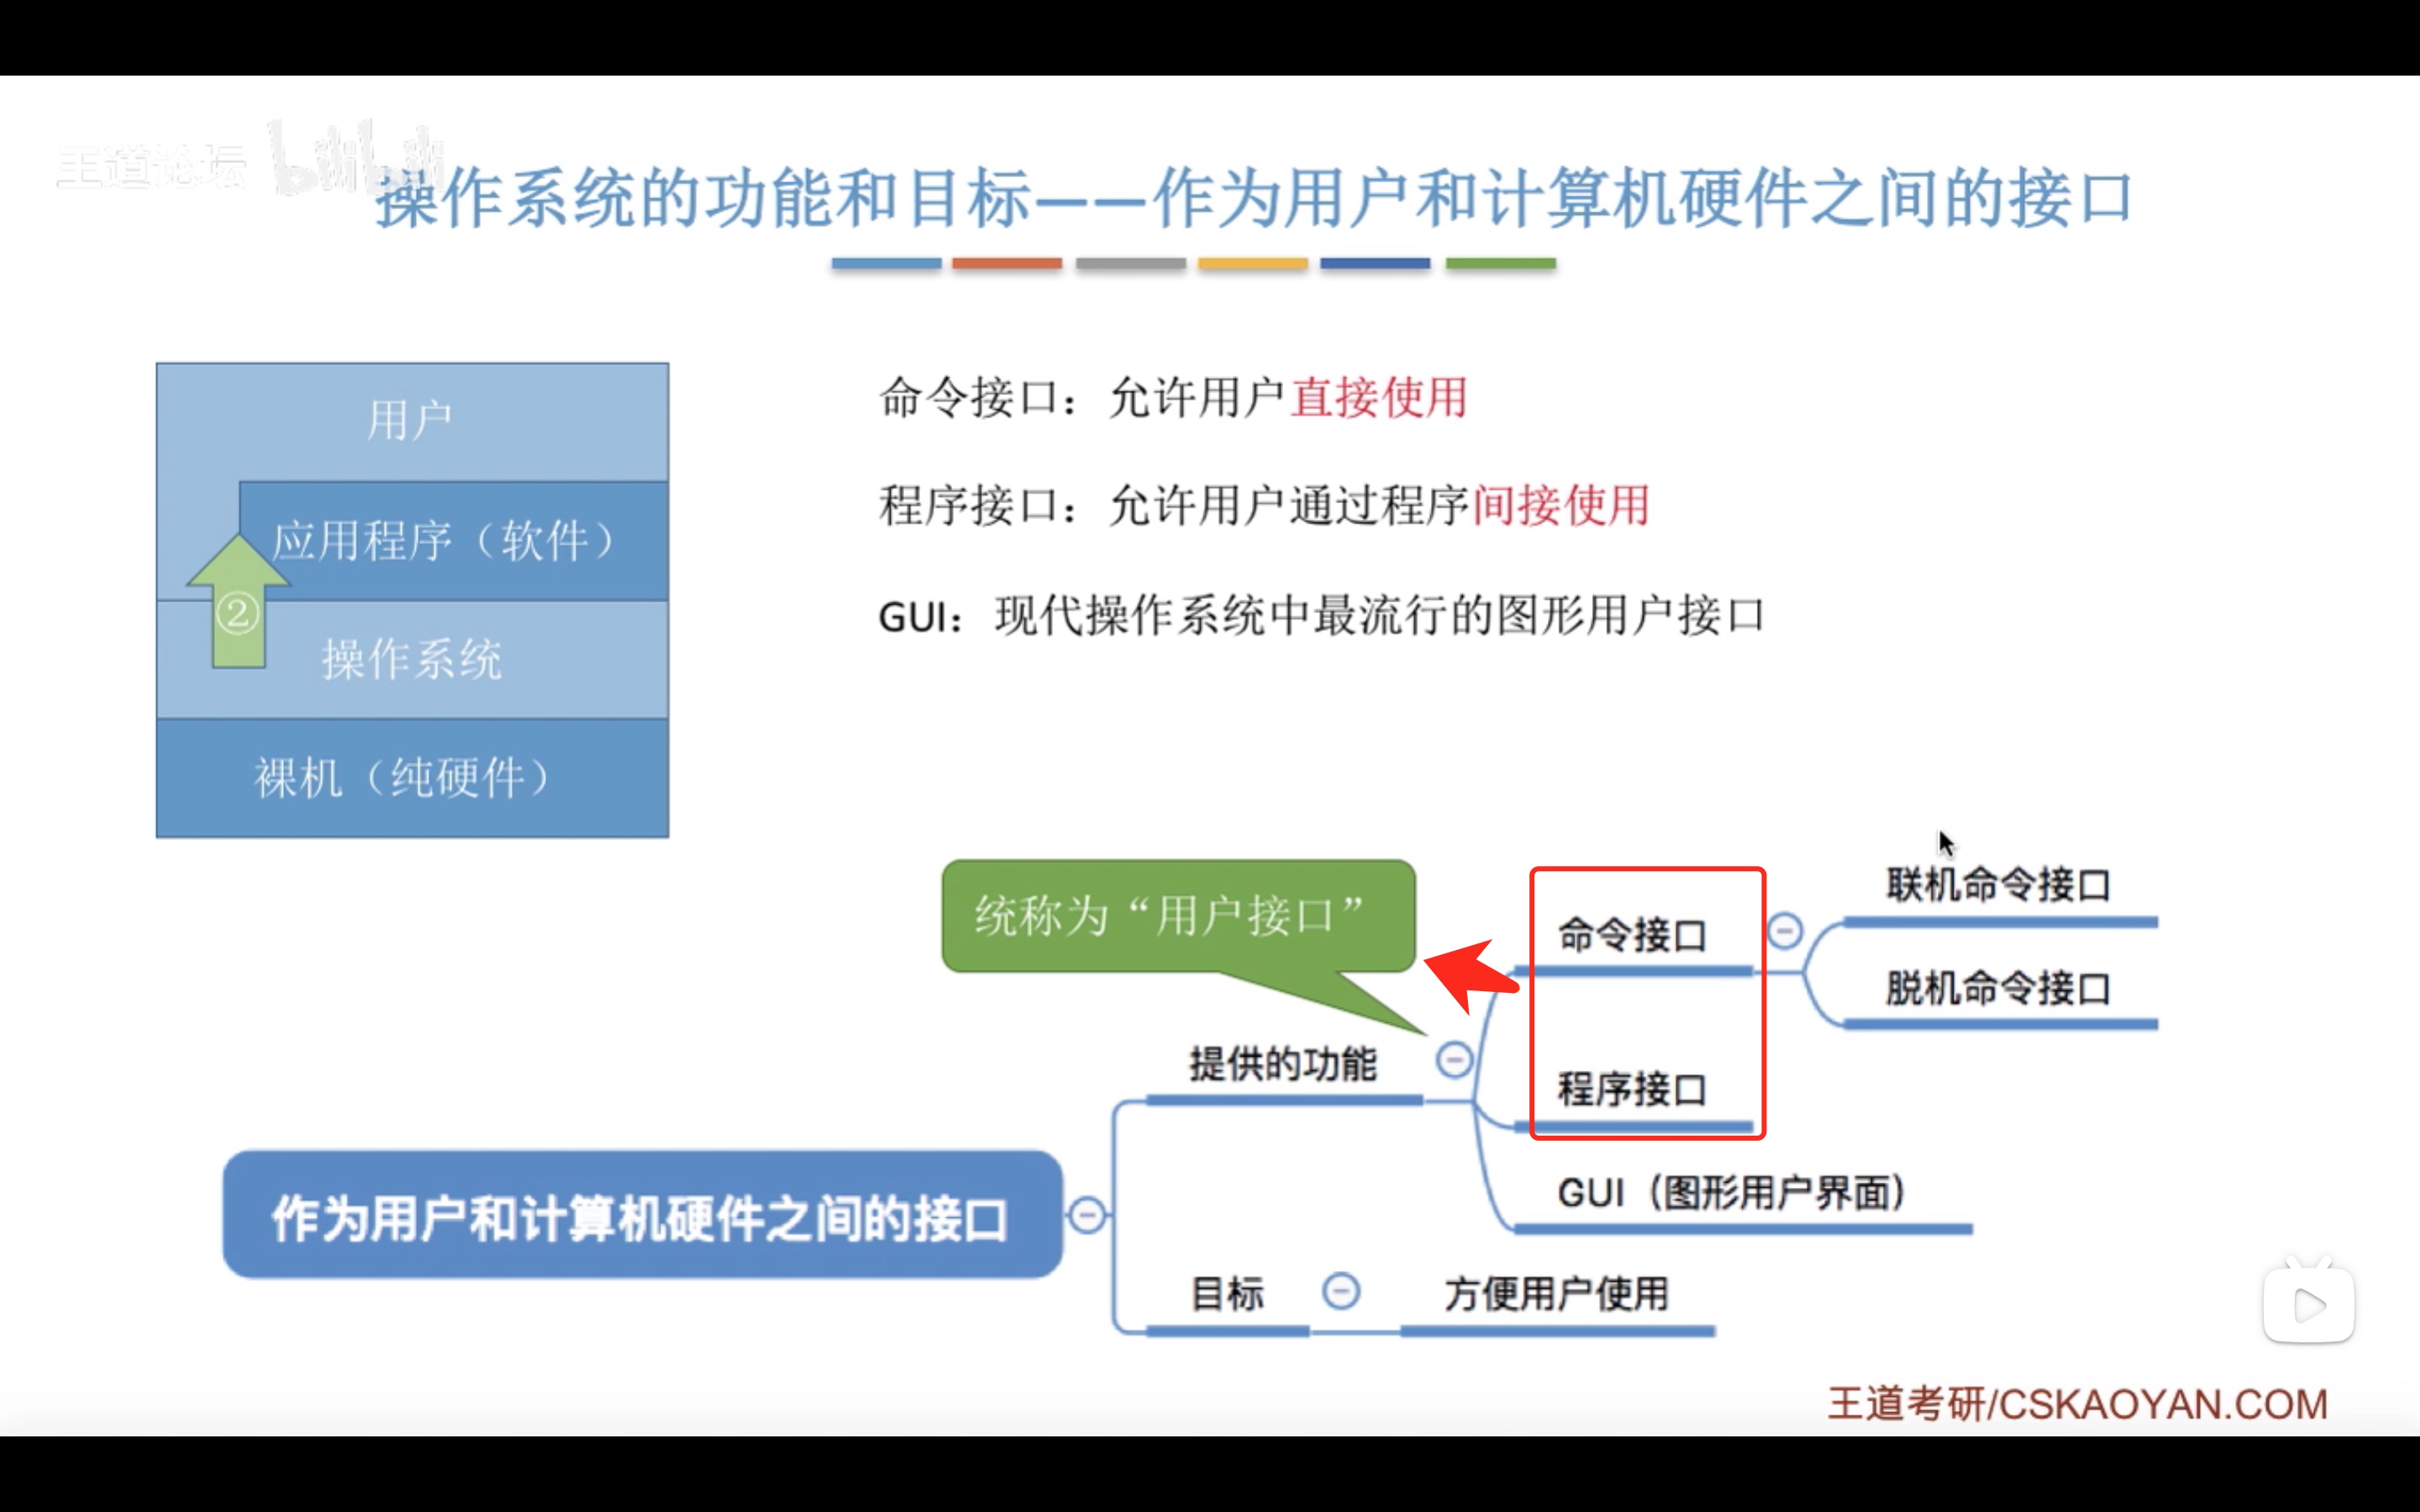 王道论坛 bilibili
操作系统的功能和目标——作为用户和计算机硬件之间的接口
用户
应用程序（软件）
②
操作系统
裸机（纯硬件）
命令接口：允许用户直接使用
程序接口：允许用户通过程序间接使用
GUI：现代操作系统中最流行的图形用户接口
统称为“用户接口”
命令接口
联机命令接口
脱机命令接口
提供的功能
程序接口
GUI（图形用户界面）
作为用户和计算机硬件之间的接口
目标
方便用户使用
王道考研/CSKAOYAN.COM